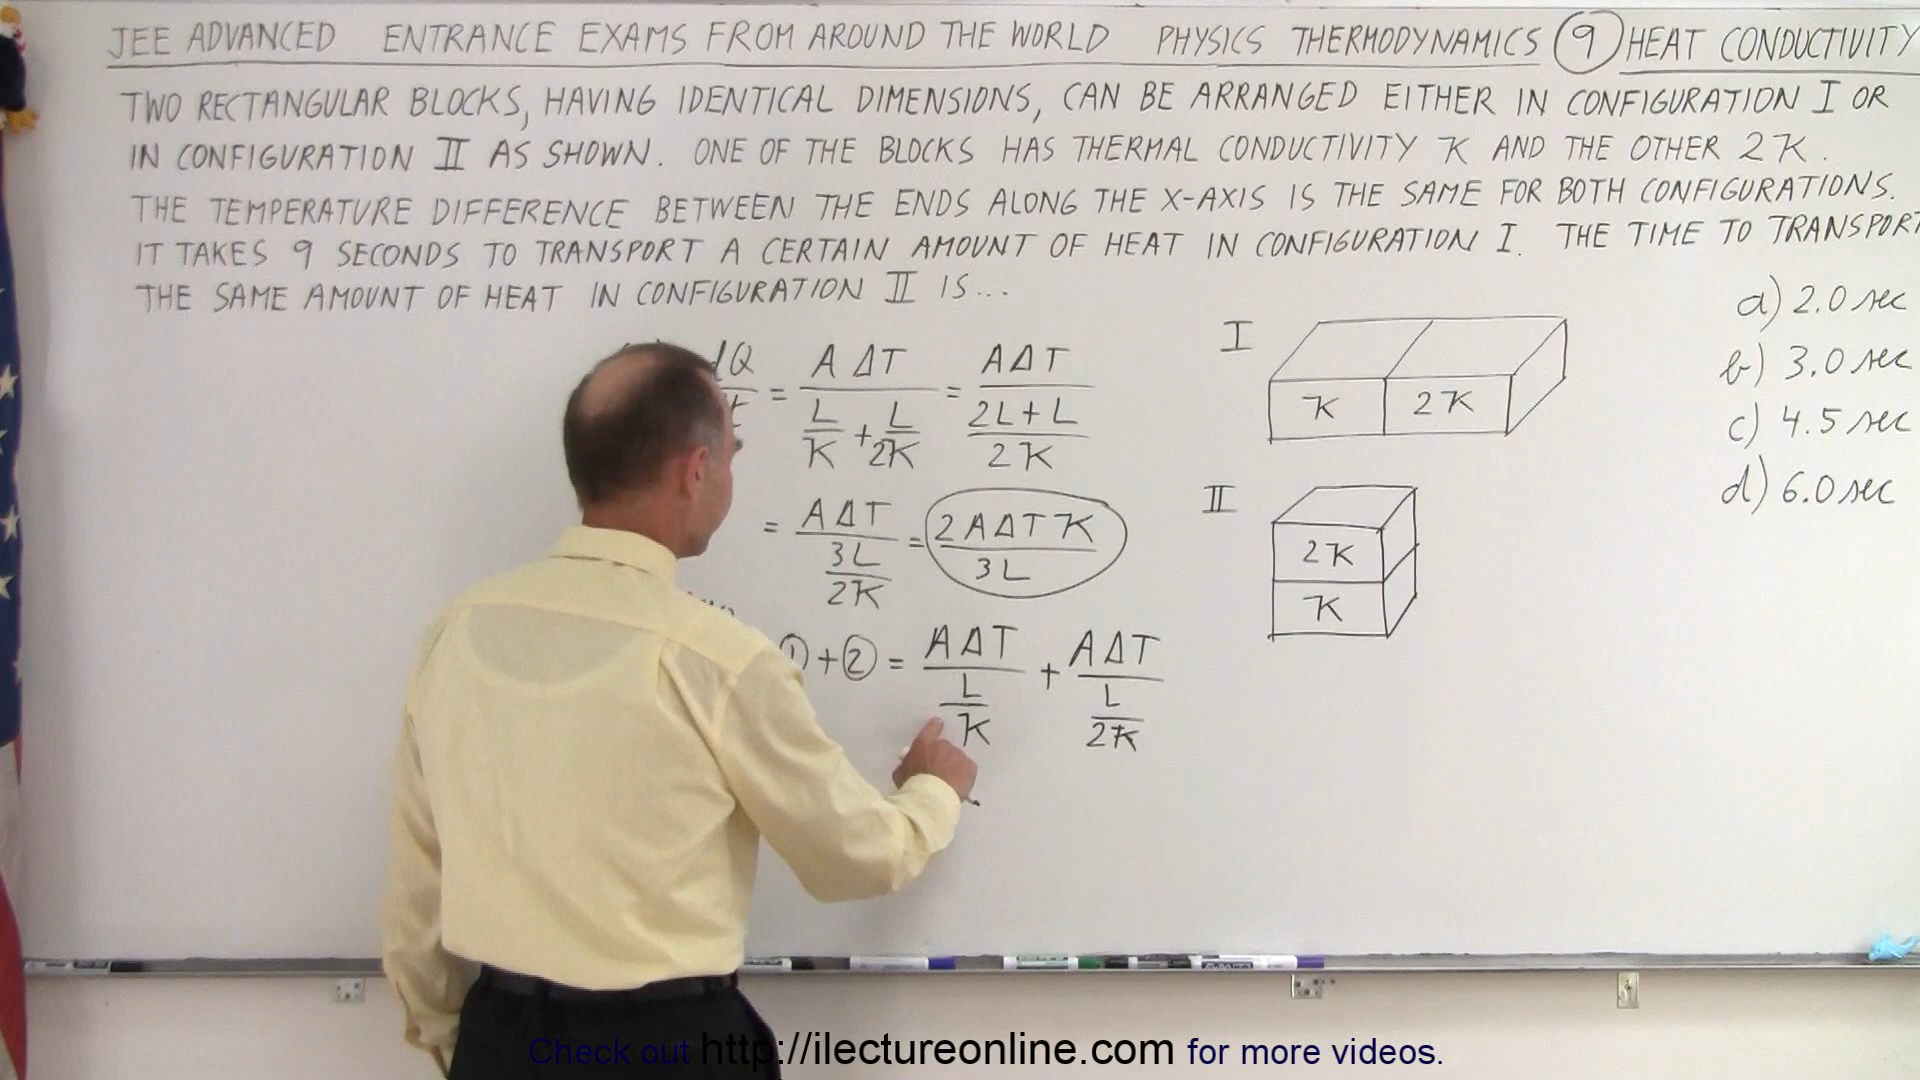 JEE ADVANCED ENTRANCE EXAMS FROM AROUND THE WORLD PHYSICS THERMODYNAMICS 9 HEAT CONDUCTIVITY
TWO RECTANGULAR BLOCKS, HAVING IDENTICAL DIMENSIONS, CAN BE ARRANGED EITHER IN CONFIGURATION I OR
IN CONFIGURATION II AS SHOWN. ONE OF THE BLOCKS HAS THERMAL CONDUCTIVITY K AND THE OTHER 2K.
THE TEMPERATURE DIFFERENCE BETWEEN THE ENDS ALONG THE X-AXIS IS THE SAME FOR BOTH CONFIGURATIONS.
IT TAKES 9 SECONDS TO TRANSPORT A CERTAIN AMOUNT OF HEAT IN CONFIGURATION I. THE TIME TO TRANSPORT
THE SAME AMOUNT OF HEAT IN CONFIGURATION II IS...
a) 2.0 sec
b) 3.0 sec
c) 4.5 sec
d) 6.0 sec
I
K 2K
II
2K
K
dQ = A ΔT = AΔT
L/K + L/2K 2L+L/2K
= AΔT = 2AΔT K
3L/2K 3L
1 + 2 = AΔT + AΔT
L/K L/2K
EXPO
Check out http://ilectureonline.com for more videos.